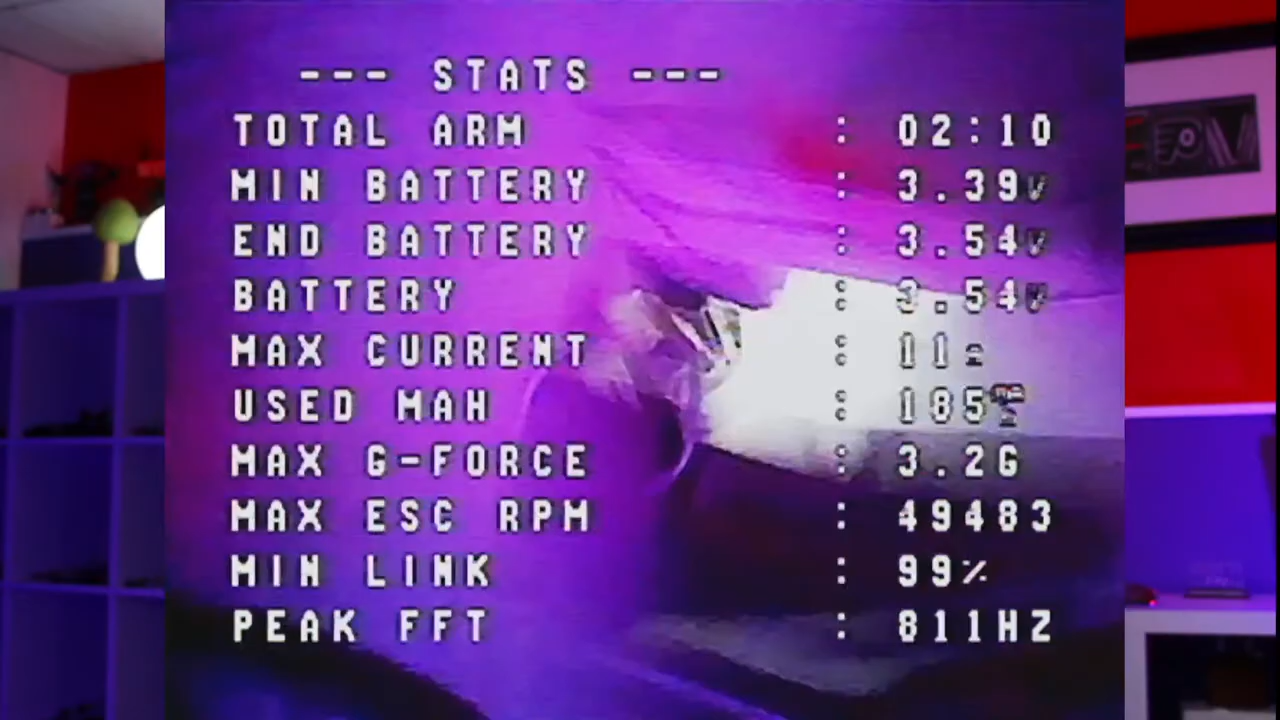 --- STATS ---
TOTAL ARM : 02:10
MIN BATTERY : 3.39V
END BATTERY : 3.54V
BATTERY : 3.54V
MAX CURRENT : 11A
USED MAH : 185
MAX G-FORCE : 3.2G
MAX ESC RPM : 49483
MIN LINK : 99%
PEAK FFT : 811HZ